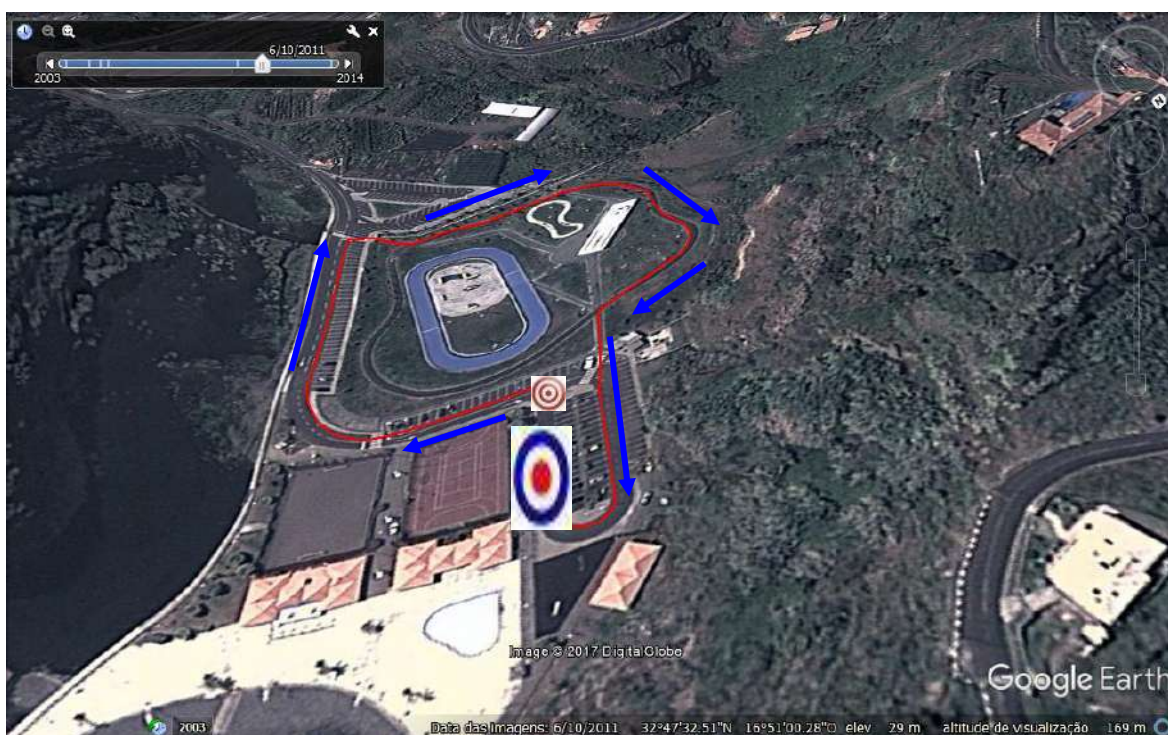 6/10/2011
2003
2014
N
Image © 2017 DigitalGlobe
Google Earth
2003
Data das Imagens: 6/10/2011 32°47'32.51"N 16°51'00.28"O elev 29 m altitude de visualização 169 m